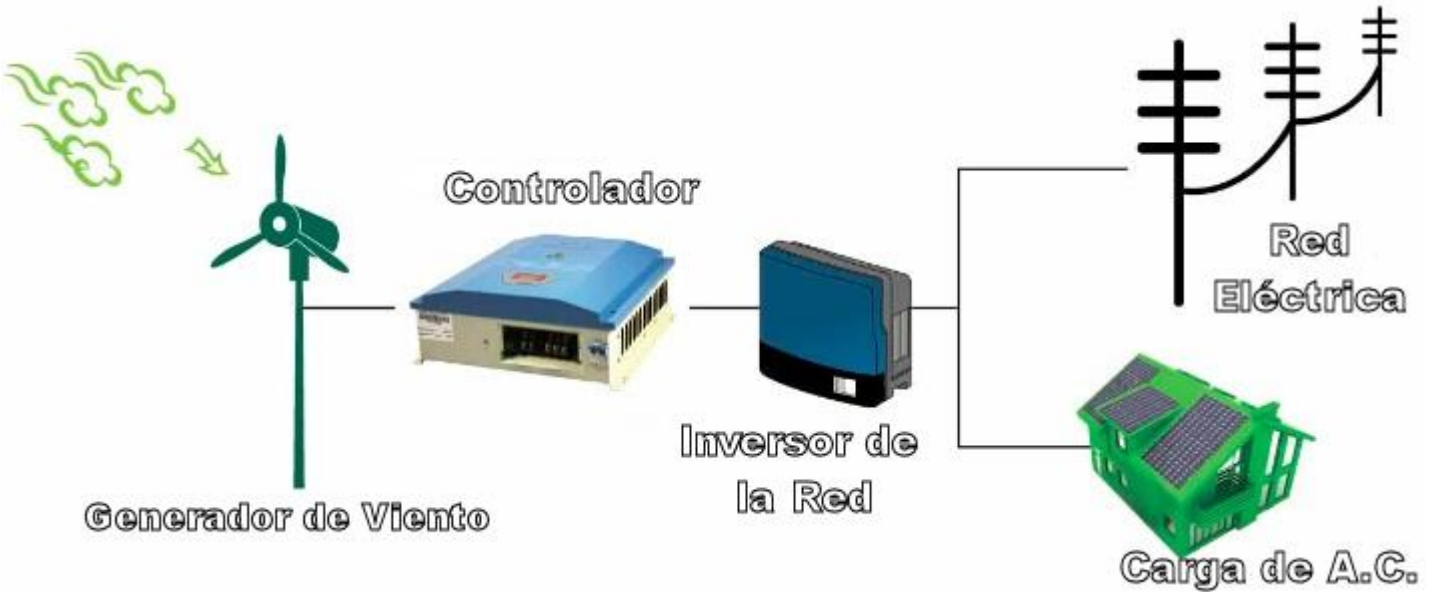 Controlador
Red
Eléctrica
Inversor de
la Red
Generador de Viento
Carga de A.C.